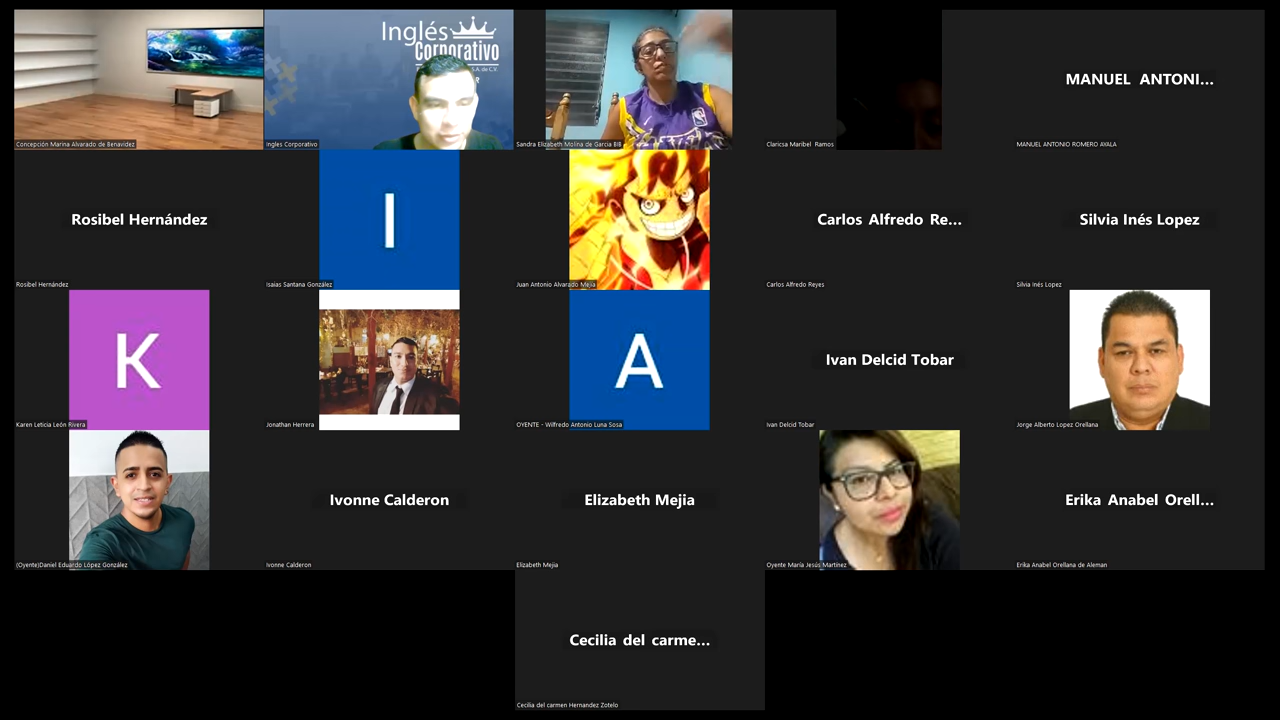 Inglés
Corporativo
S.A. de C.V.
R
Concepción Marina Alvarado de Benavidez
Ingles Corporativo
Sandra Elizabeth Molina de Garcia BIB
Claricsa Maribel Ramos
MANUEL ANTONI...
MANUEL ANTONIO ROMERO AYALA
Rosibel Hernández
Rosibel Hernández
I
Isaías Santana González
Juan Antonio Alvarado Mejia
Carlos Alfredo Re...
Carlos Alfredo Reyes
Silvia Inés Lopez
Silvia Inés Lopez
K
Karen Leticia León Rivera
Jonathan Herrera
A
OYENTE - Wilfredo Antonio Luna Sosa
Ivan Delcid Tobar
Ivan Delcid Tobar
Jorge Alberto Lopez Orellana
(Oyente)Daniel Eduardo López González
Ivonne Calderon
Ivonne Calderon
Elizabeth Mejia
Elizabeth Mejia
Oyente María Jesús Martínez
Erika Anabel Orell...
Erika Anabel Orellana de Aleman
Cecilia del carme...
Cecilia del carmen Hernandez Zotelo